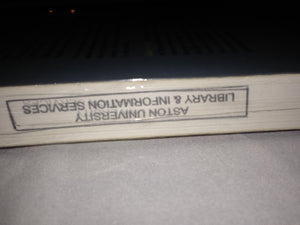 ASTON UNIVERSITY
LIBRARY & INFORMATION SERVICES